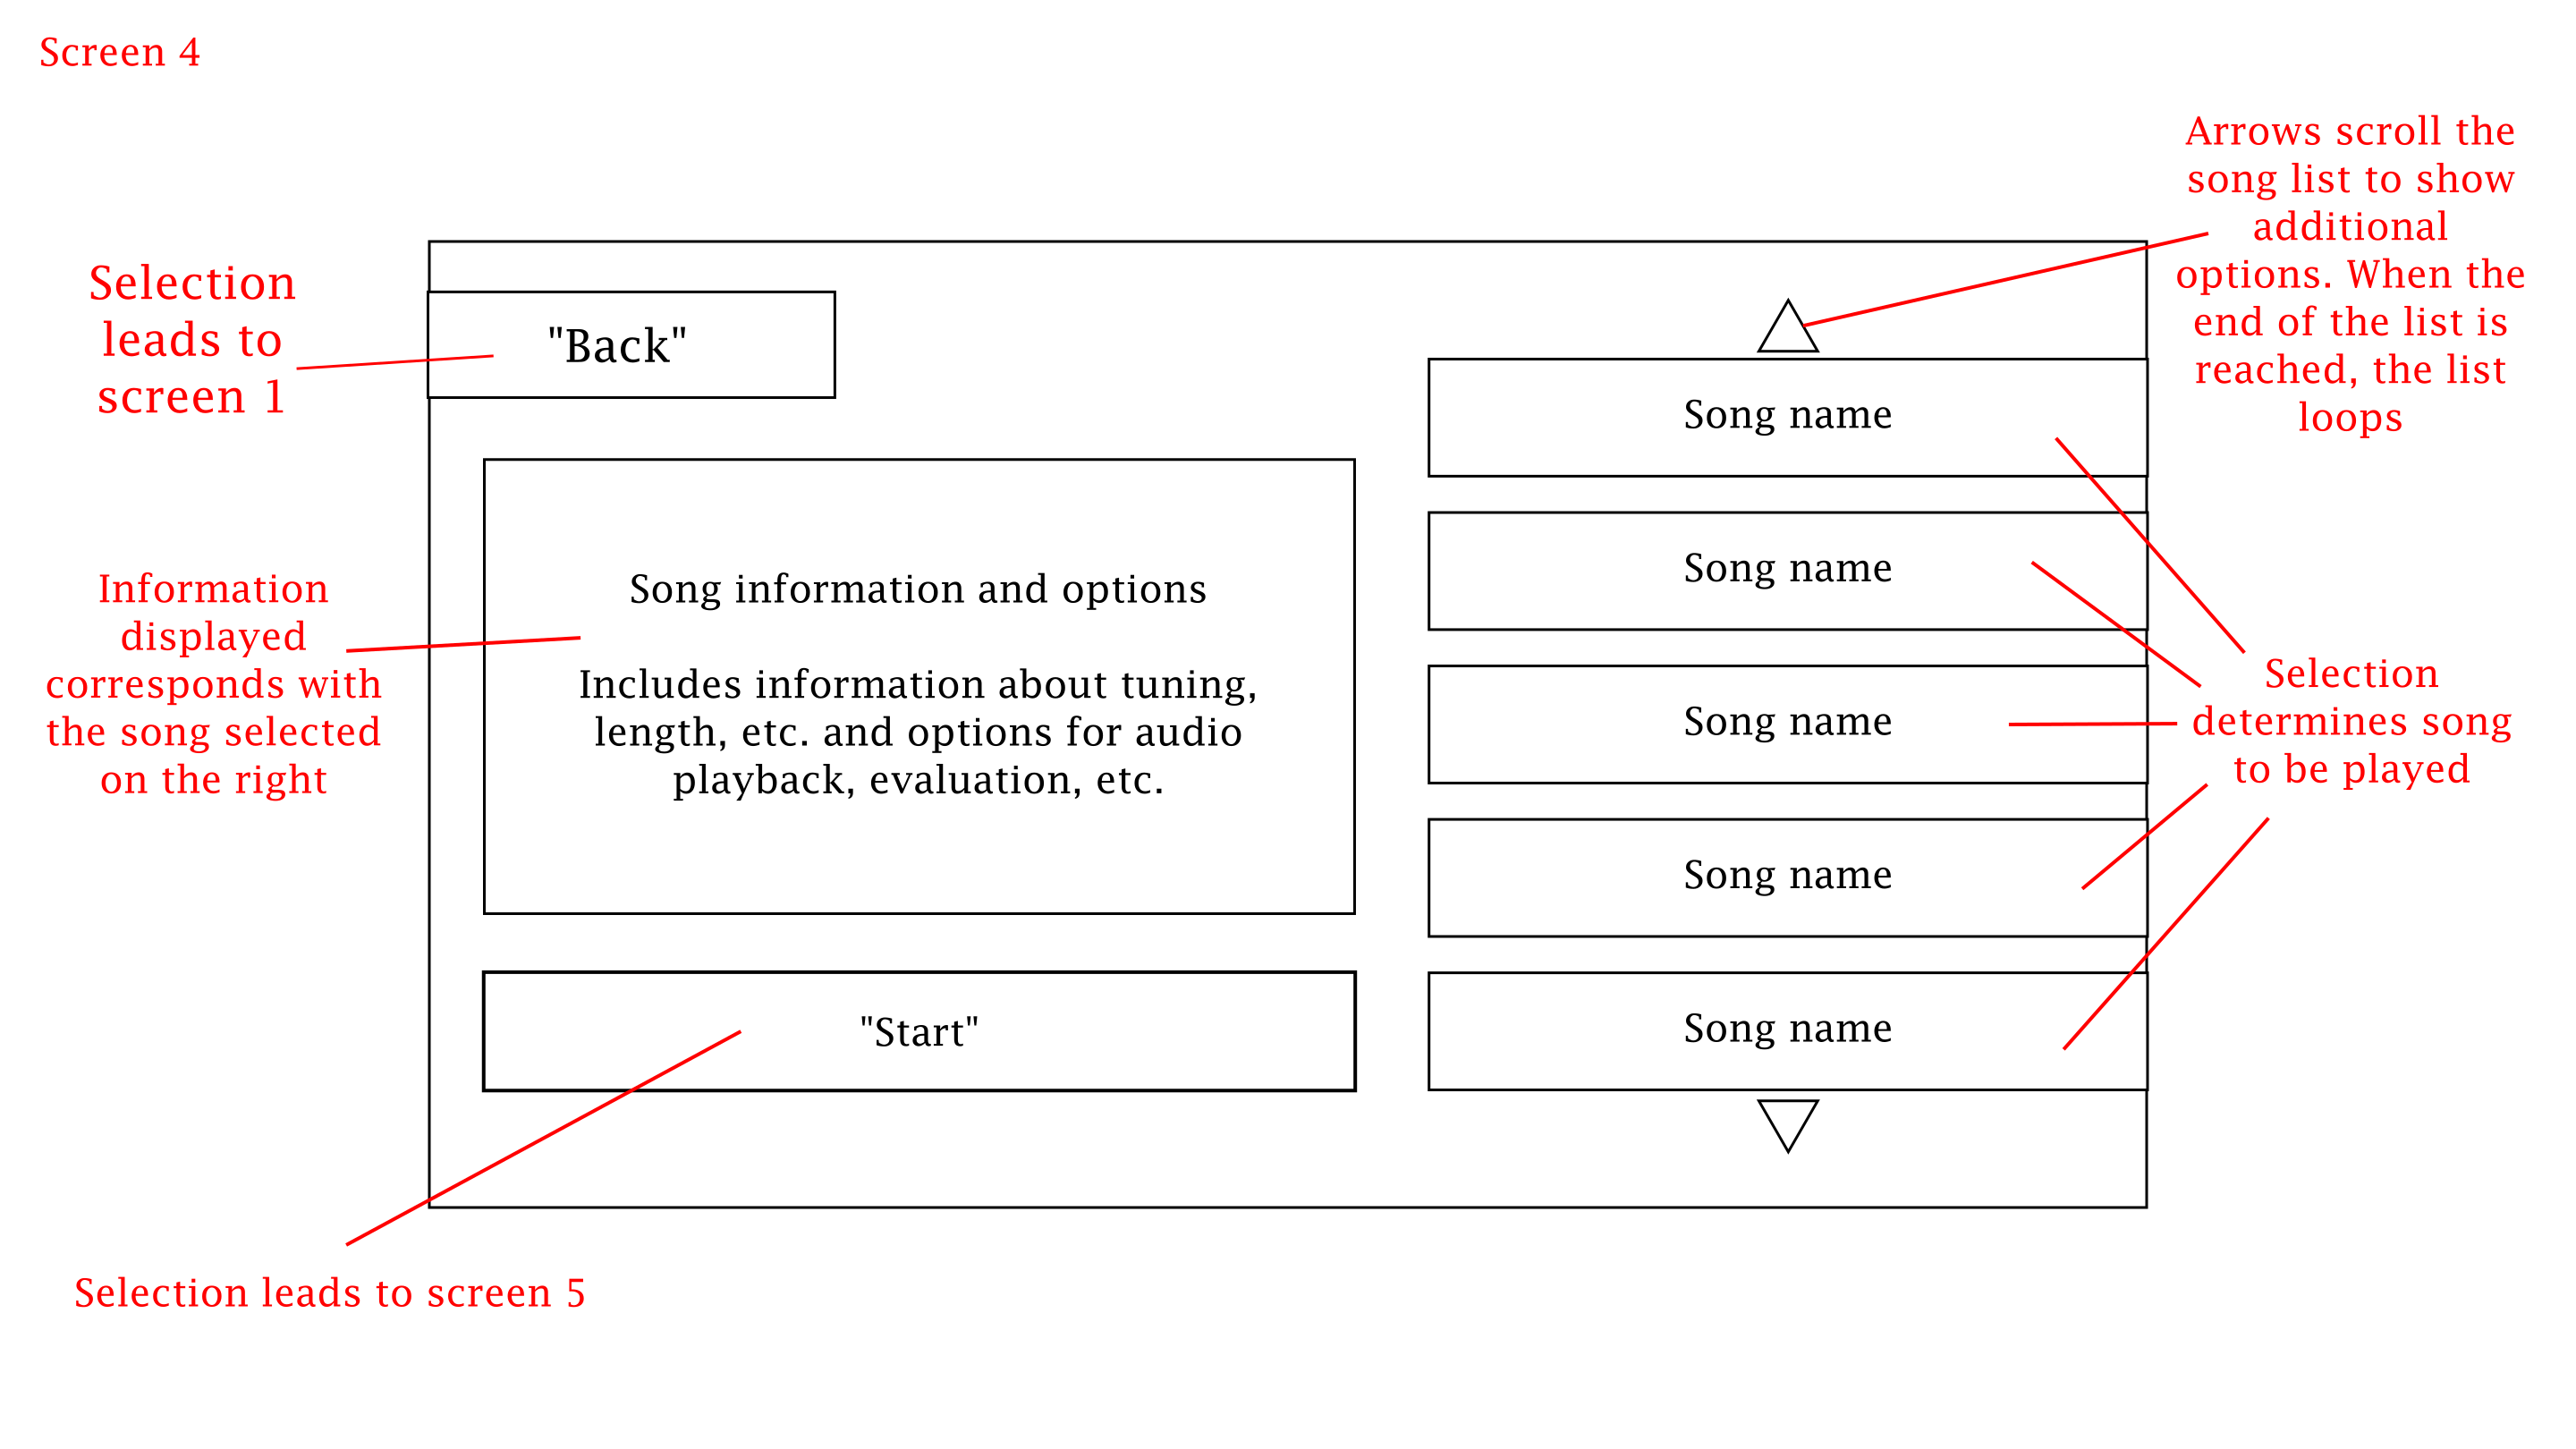 Screen 4
Selection
leads to
screen 1
"Back"
Arrows scroll the
song list to show
additional
options. When the
end of the list is
reached, the list
loops
Information
displayed
corresponds with
the song selected
on the right
Song information and options
Includes information about tuning,
length, etc. and options for audio
playback, evaluation, etc.
Song name
Song name
Song name
Song name
Song name
Selection
determines song
to be played
"Start"
Selection leads to screen 5